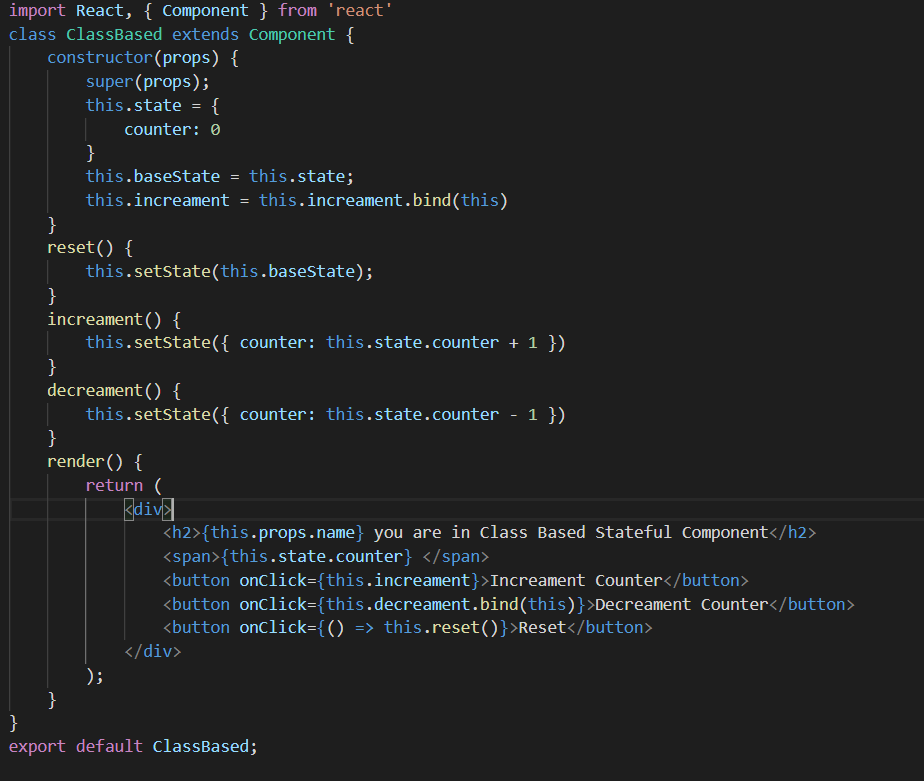 import React, { Component } from 'react'
class ClassBased extends Component {
    constructor(props) {
        super(props);
        this.state = {
            counter: 0
        }
        this.baseState = this.state;
        this.increament = this.increament.bind(this)
    }
    reset() {
        this.setState(this.baseState);
    }
    increament() {
        this.setState({ counter: this.state.counter + 1 })
    }
    decreament() {
        this.setState({ counter: this.state.counter - 1 })
    }
    render() {
        return (
            <div>
                <h2>{this.props.name} you are in Class Based Stateful Component</h2>
                <span>{this.state.counter} </span>
                <button onClick={this.increament}>Increament Counter</button>
                <button onClick={this.decreament.bind(this)}>Decreament Counter</button>
                <button onClick={() => this.reset()}>Reset</button>
            </div>
        );
    }
}
export default ClassBased;